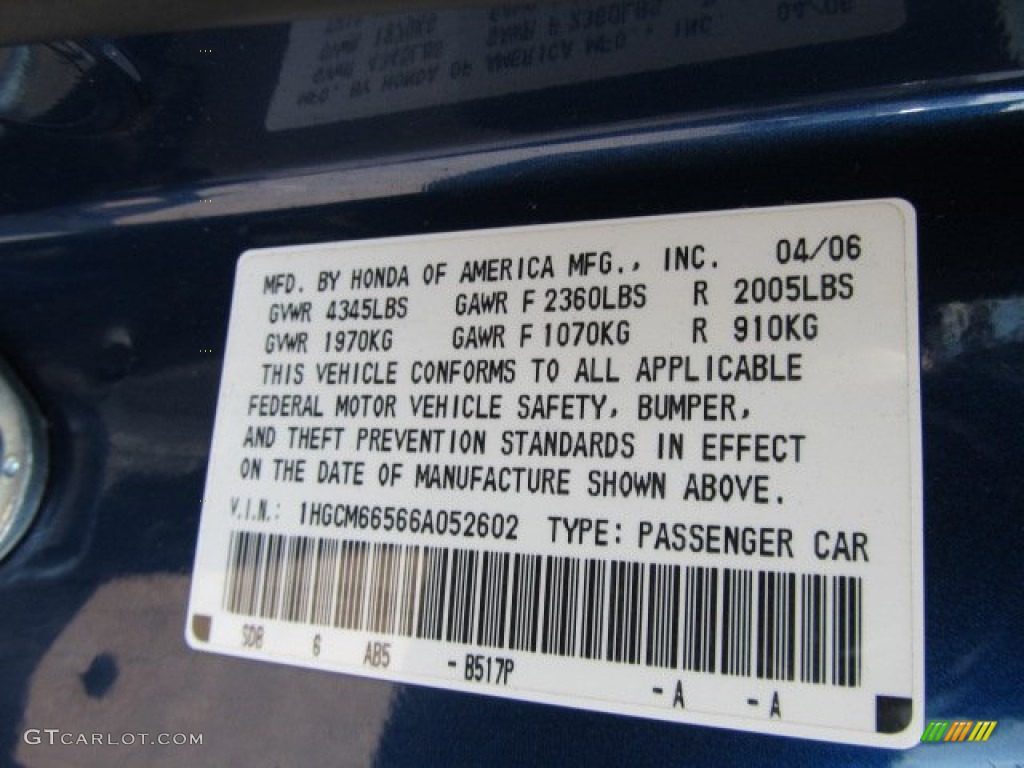 MFD. BY HONDA OF AMERICA MFG., INC. 04/06
GVWR 4345LBS GAWR F 2360LBS R 2005LBS
GVWR 1970KG GAWR F 1070KG R 910KG
THIS VEHICLE CONFORMS TO ALL APPLICABLE
FEDERAL MOTOR VEHICLE SAFETY, BUMPER,
AND THEFT PREVENTION STANDARDS IN EFFECT
ON THE DATE OF MANUFACTURE SHOWN ABOVE.
V.I.N.: 1HGCM66566A052602 TYPE: PASSENGER CAR
SDB 6 AB5 -B517P -A -A
GTCARLOT.COM